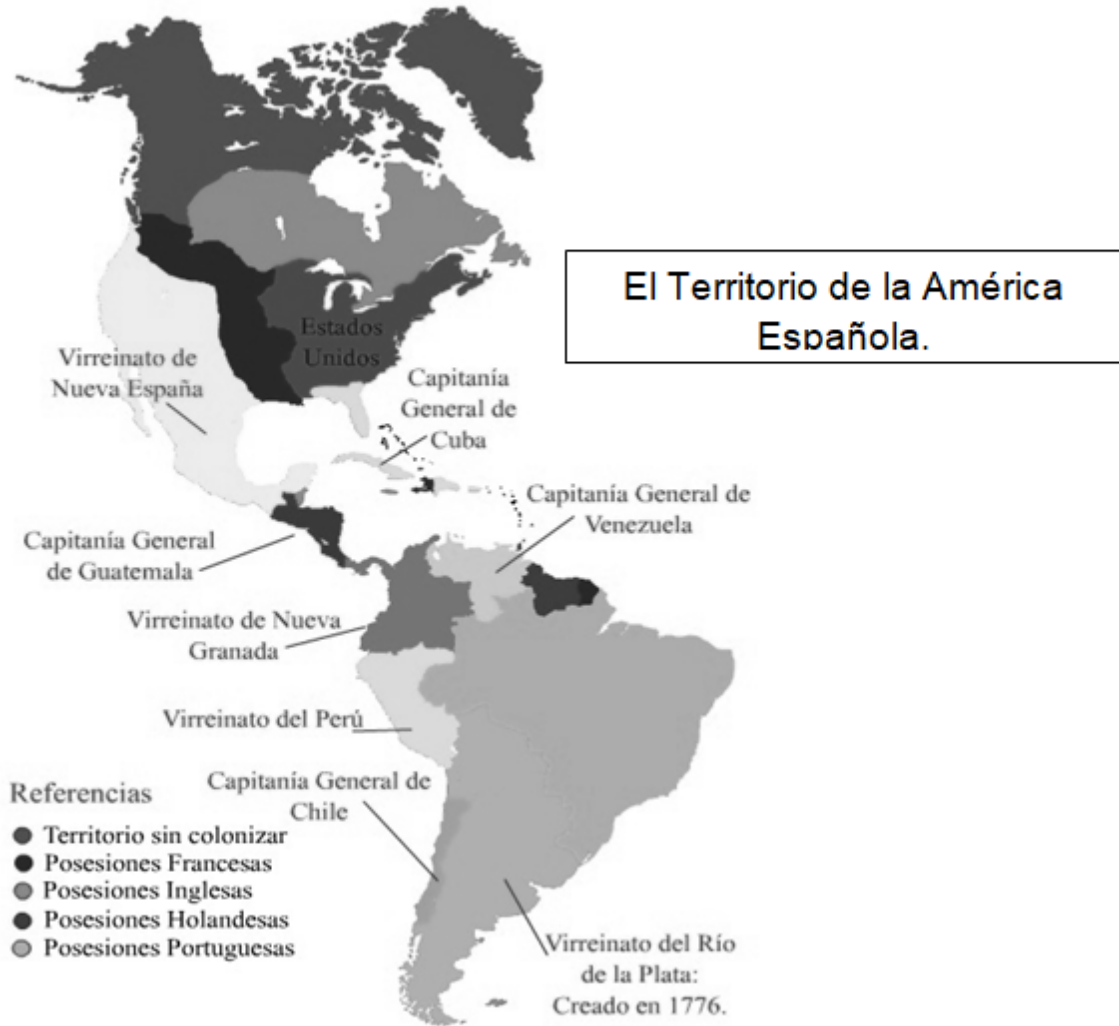 El Territorio de la América
Española.
Estados
Unidos
Virreinato de
Nueva España
Capitanía
General de
Cuba
Capitanía General de
Venezuela
Capitanía General
de Guatemala
Virreinato de Nueva
Granada
Virreinato del Perú
Capitanía General de
Chile
Referencias
Territorio sin colonizar
Posesiones Francesas
Posesiones Inglesas
Posesiones Holandesas
Posesiones Portuguesas
Virreinato del Río
de la Plata:
Creado en 1776.